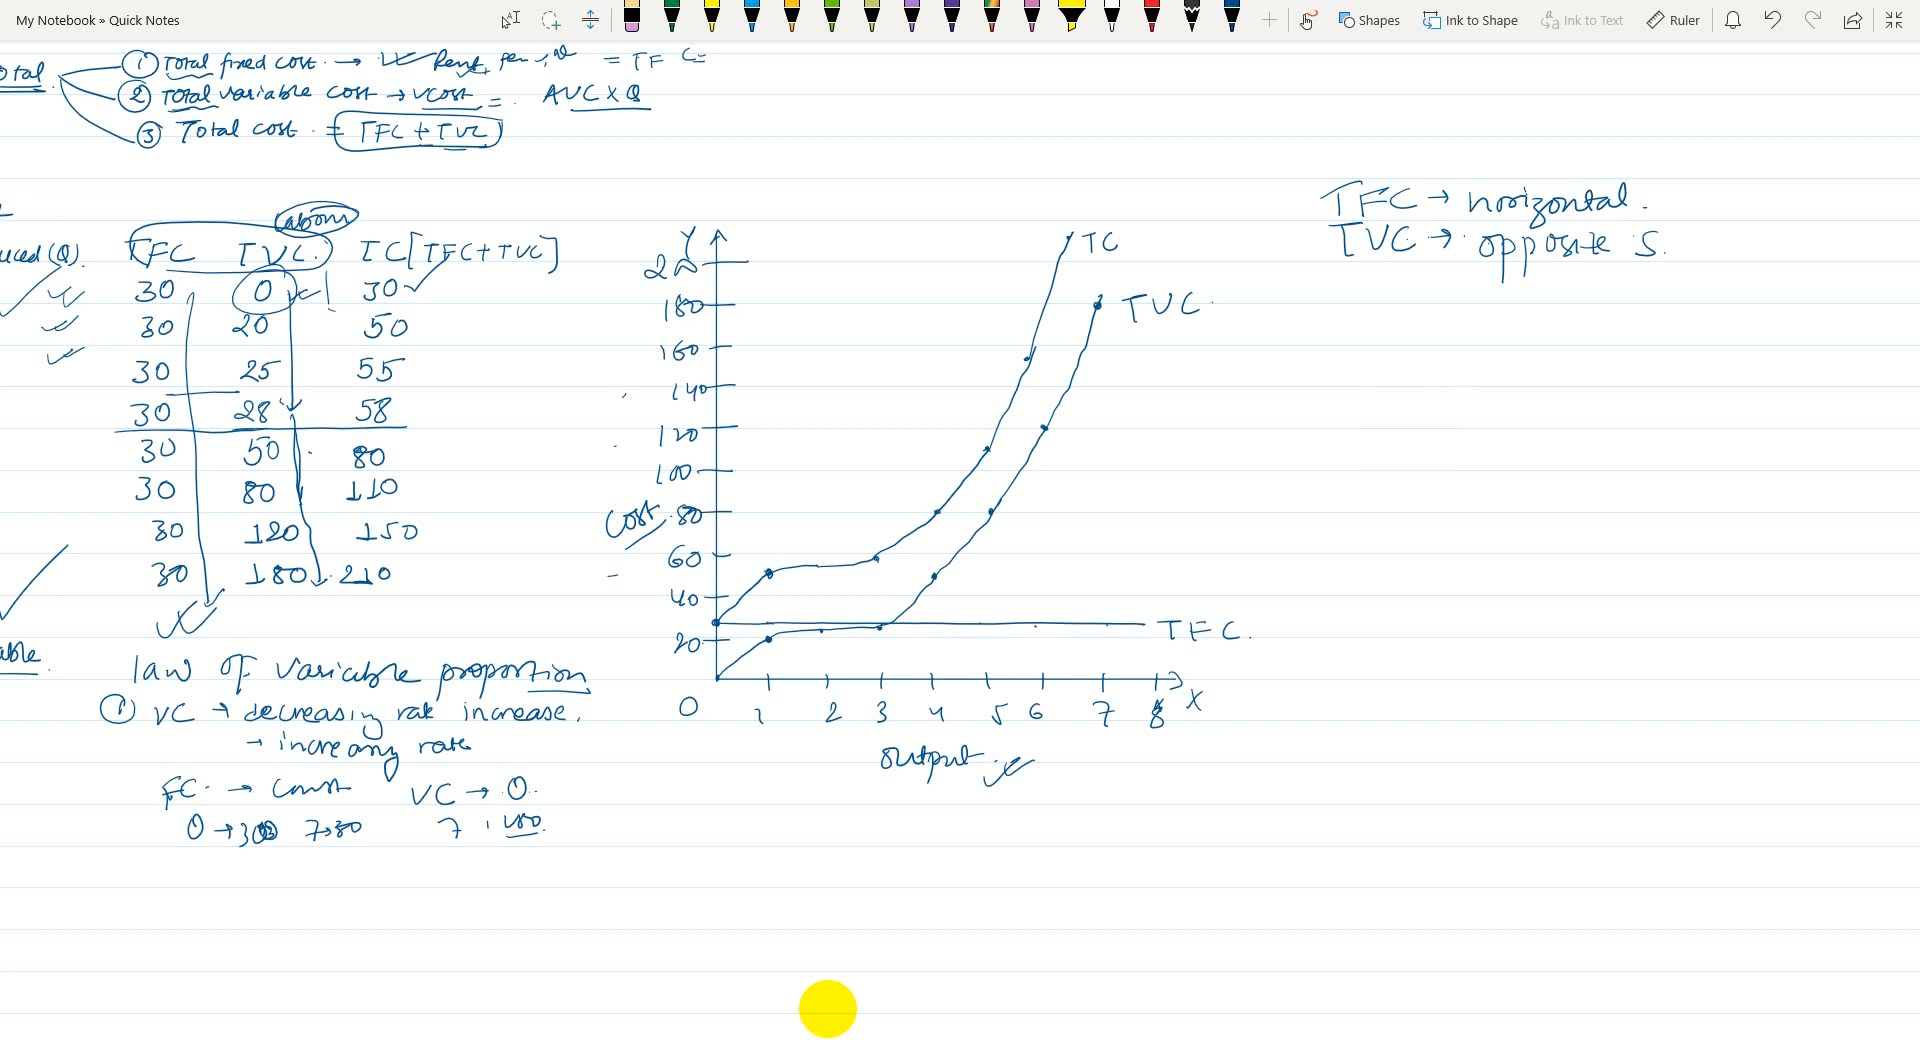 My Notebook » Quick Notes
Shapes
Ink to Shape
Ink to Text
Ruler
otal
① Total fixed cost → Rent, = TFC =
② Total variable cost → vcost = AVC x Q
③ Total cost = TFC + TVC
TFC → horizontal.
TVC → opposite S.
uced (Q). TFC TVC. TC [TFC + TVC]
30 0 30
30 20 50
30 25 55
30 28 58
30 50 80
30 80 110
30 120 150
30 180 210
able.
law of variable proportion
① VC → decreasing rate increase.
→ increany rate
FC → const VC → 0.
0 → 30 7→30 7 , 180.
Y
200
180
160
140
120
100
Cost. 80
60
40
20
TC
TVC.
TFC.
0 1 2 3 4 5 6 7 8 X
output